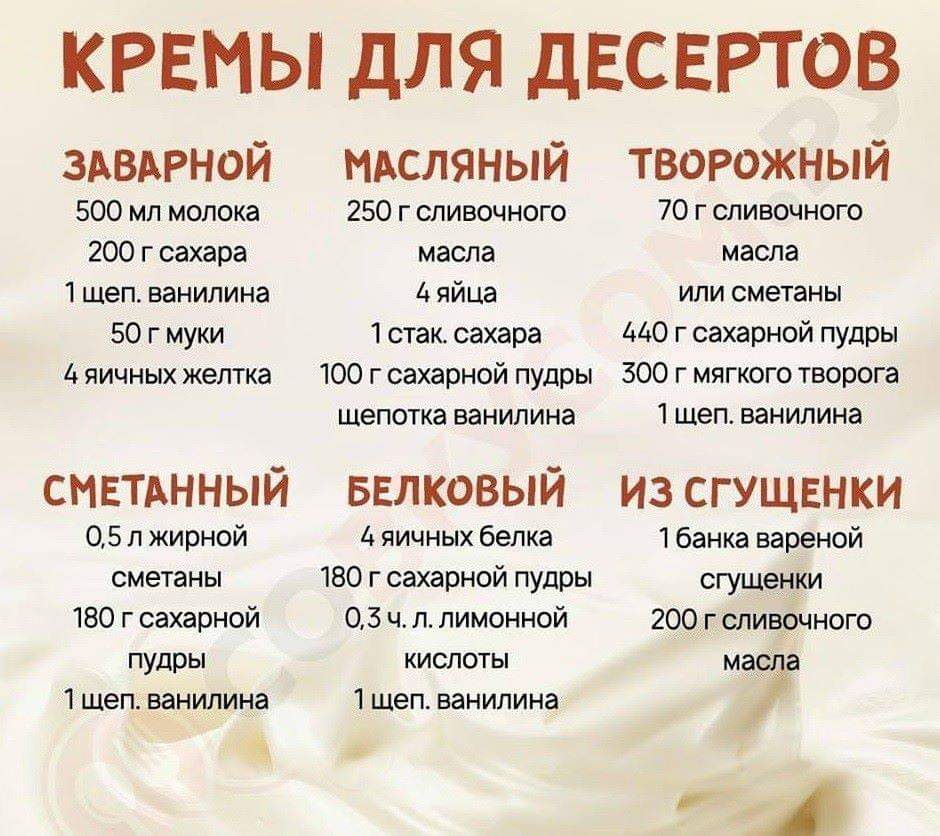 КРЕМЫ ДЛЯ ДЕСЕРТОВ
ЗАВАРНОЙ
500 мл молока
200 г сахара
1 щеп. ванилина
50 г муки
4 яичных желтка
МАСЛЯНЫЙ
250 г сливочного
масла
4 яйца
1 стак. сахара
100 г сахарной пудры
щепотка ванилина
ТВОРОЖНЫЙ
70 г сливочного
масла
или сметаны
440 г сахарной пудры
300 г мягкого творога
1 щеп. ванилина
СМЕТАННЫЙ
0,5 л жирной
сметаны
180 г сахарной
пудры
1 щеп. ванилина
БЕЛКОВЫЙ
4 яичных белка
180 г сахарной пудры
0,3 ч. л. лимонной
кислоты
1 щеп. ванилина
ИЗ СГУЩЕНКИ
1 банка вареной
сгущенки
200 г сливочного
масла